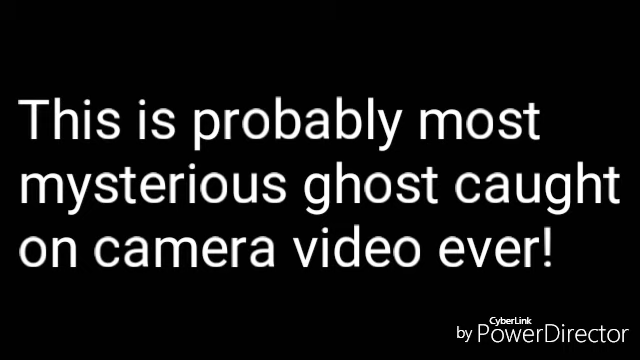 This is probably most
mysterious ghost caught
on camera video ever!
CyberLink
by PowerDirector